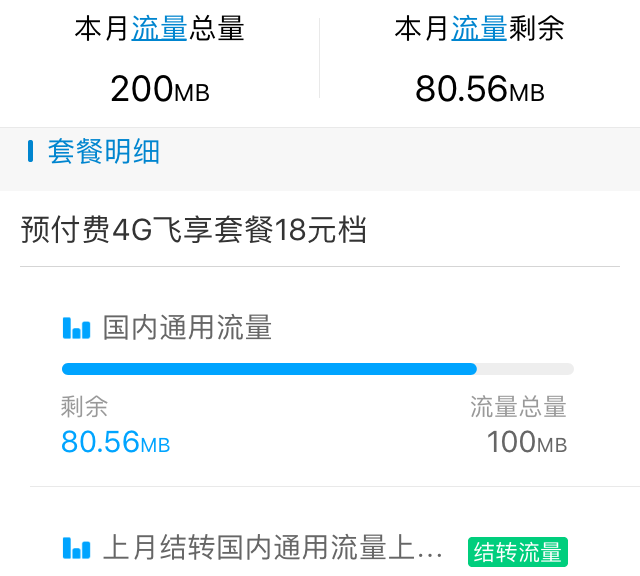 本月流量总量 本月流量剩余
200MB 80.56MB
套餐明细
预付费4G飞享套餐18元档
国内通用流量
剩余 流量总量
80.56MB 100MB
上月结转国内通用流量上... 结转流量